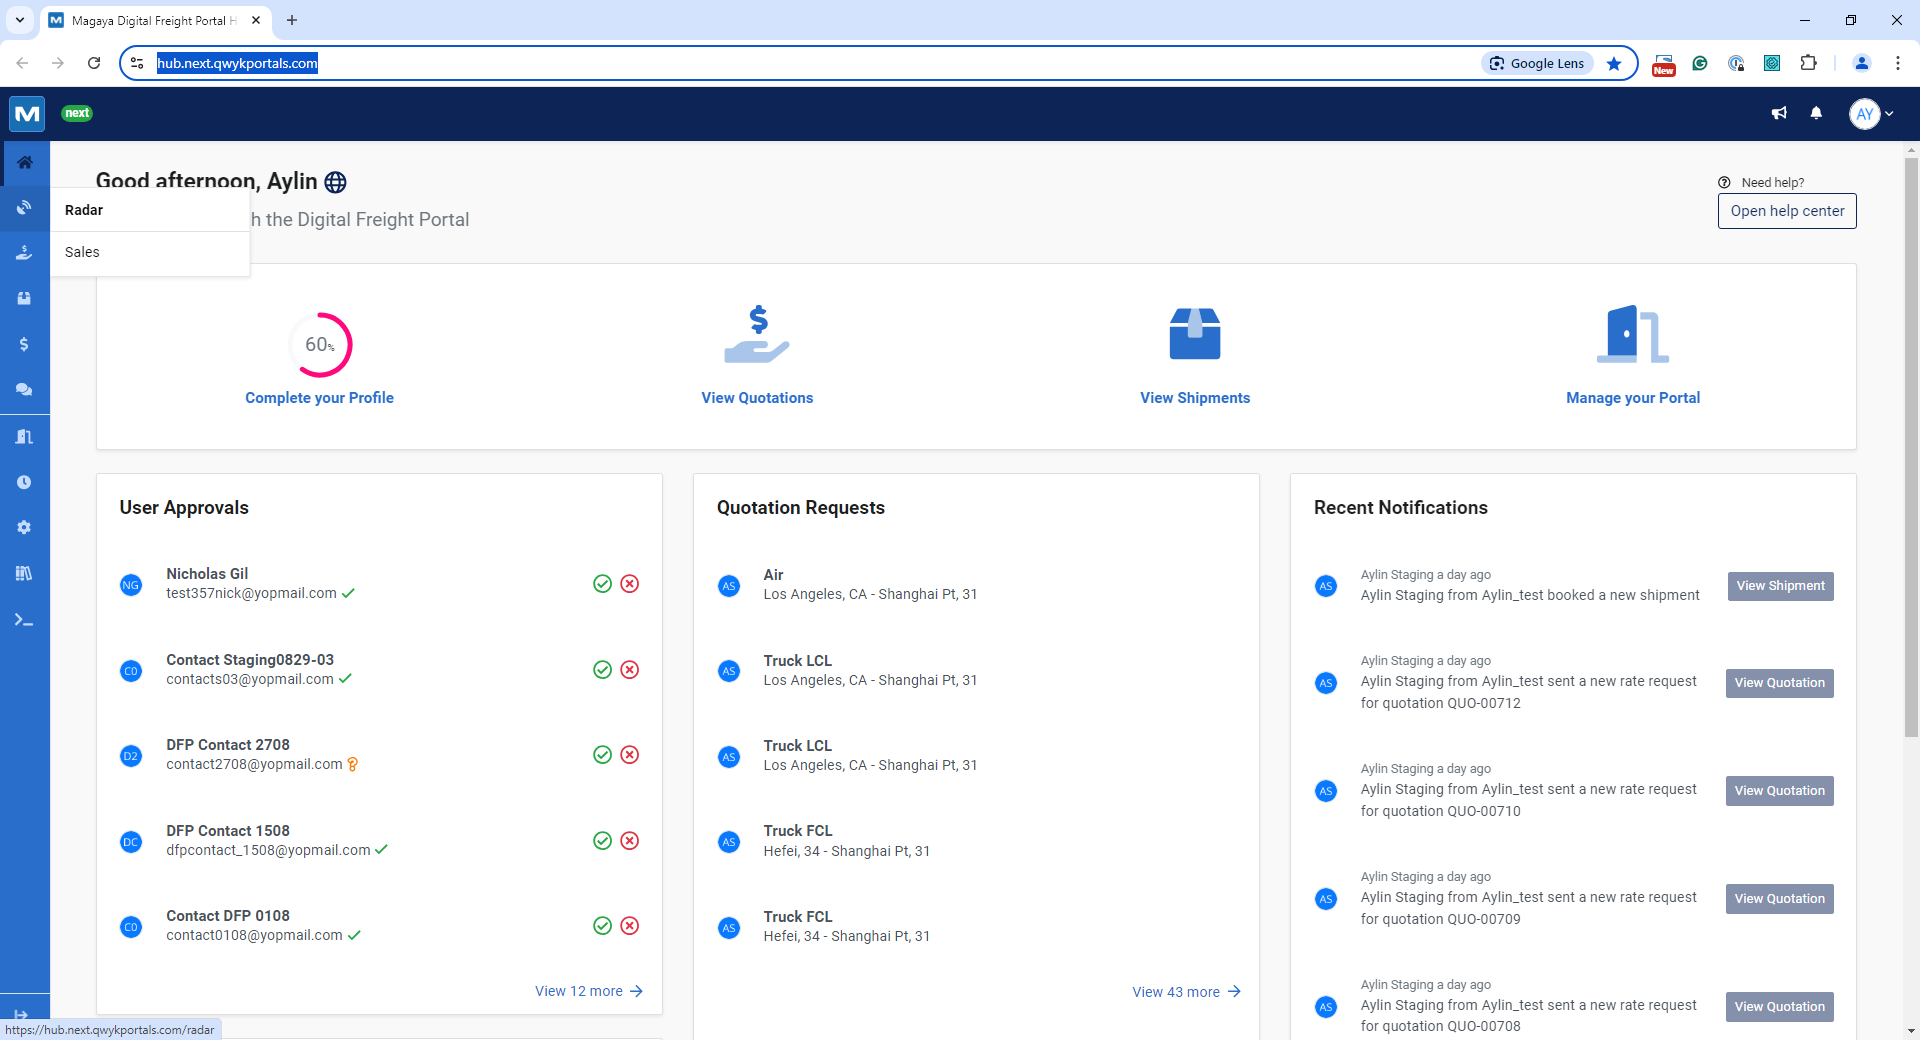 Magaya Digital Freight Portal H
hub.next.qwykportals.com
Google Lens
New
next
AY
Good afternoon, Aylin
h the Digital Freight Portal
Radar
Sales
Need help?
Open help center
60%
Complete your Profile
View Quotations
View Shipments
Manage your Portal
User Approvals
NG
Nicholas Gil
test357nick@yopmail.com
C0
Contact Staging0829-03
contacts03@yopmail.com
D2
DFP Contact 2708
contact2708@yopmail.com
DC
DFP Contact 1508
dfpcontact_1508@yopmail.com
C0
Contact DFP 0108
contact0108@yopmail.com
View 12 more
Quotation Requests
AS
Air
Los Angeles, CA - Shanghai Pt, 31
AS
Truck LCL
Los Angeles, CA - Shanghai Pt, 31
AS
Truck LCL
Los Angeles, CA - Shanghai Pt, 31
AS
Truck FCL
Hefei, 34 - Shanghai Pt, 31
AS
Truck FCL
Hefei, 34 - Shanghai Pt, 31
View 43 more
Recent Notifications
AS
Aylin Staging a day ago
Aylin Staging from Aylin_test booked a new shipment
View Shipment
AS
Aylin Staging a day ago
Aylin Staging from Aylin_test sent a new rate request
for quotation QUO-00712
View Quotation
AS
Aylin Staging a day ago
Aylin Staging from Aylin_test sent a new rate request
for quotation QUO-00710
View Quotation
AS
Aylin Staging a day ago
Aylin Staging from Aylin_test sent a new rate request
for quotation QUO-00709
View Quotation
AS
Aylin Staging a day ago
Aylin Staging from Aylin_test sent a new rate request
for quotation QUO-00708
View Quotation
https://hub.next.qwykportals.com/radar